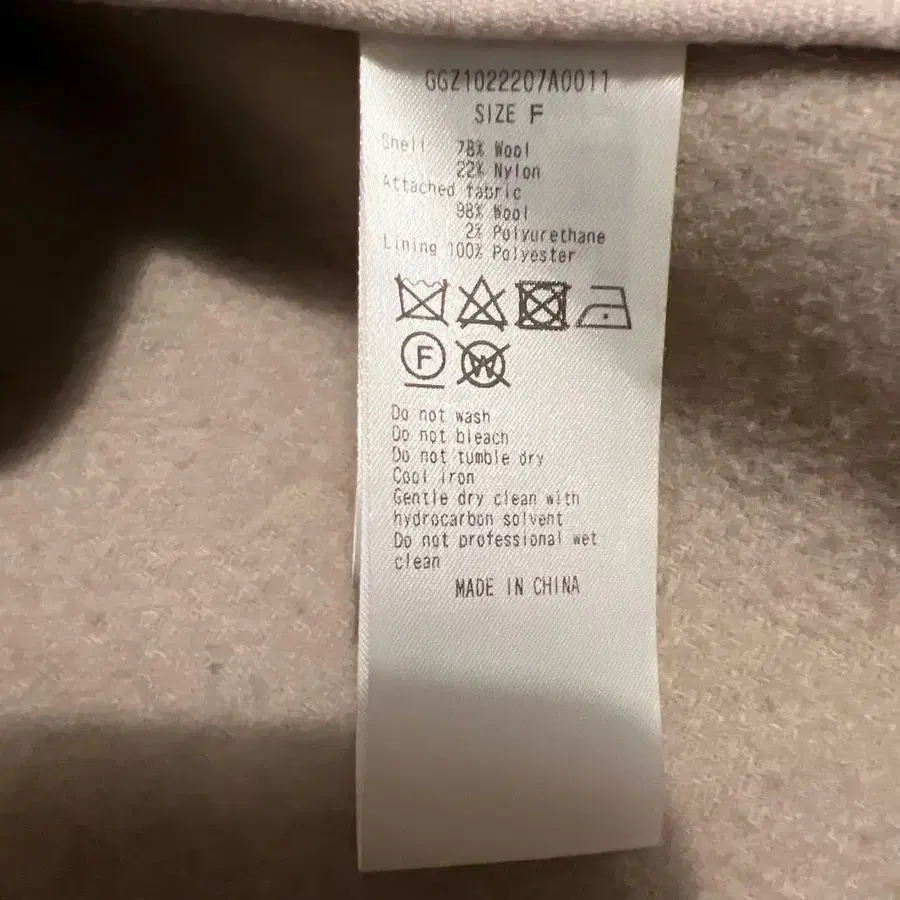 GGZ1022207A0011
SIZE F
Shell 78% Wool
22% Nylon
Attached fabric
98% Wool
2% Polyurethane
Lining 100% Polyester
F W
Do not wash
Do not bleach
Do not tumble dry
Cool iron
Gentle dry clean with
hydrocarbon solvent
Do not professional wet
clean
MADE IN CHINA